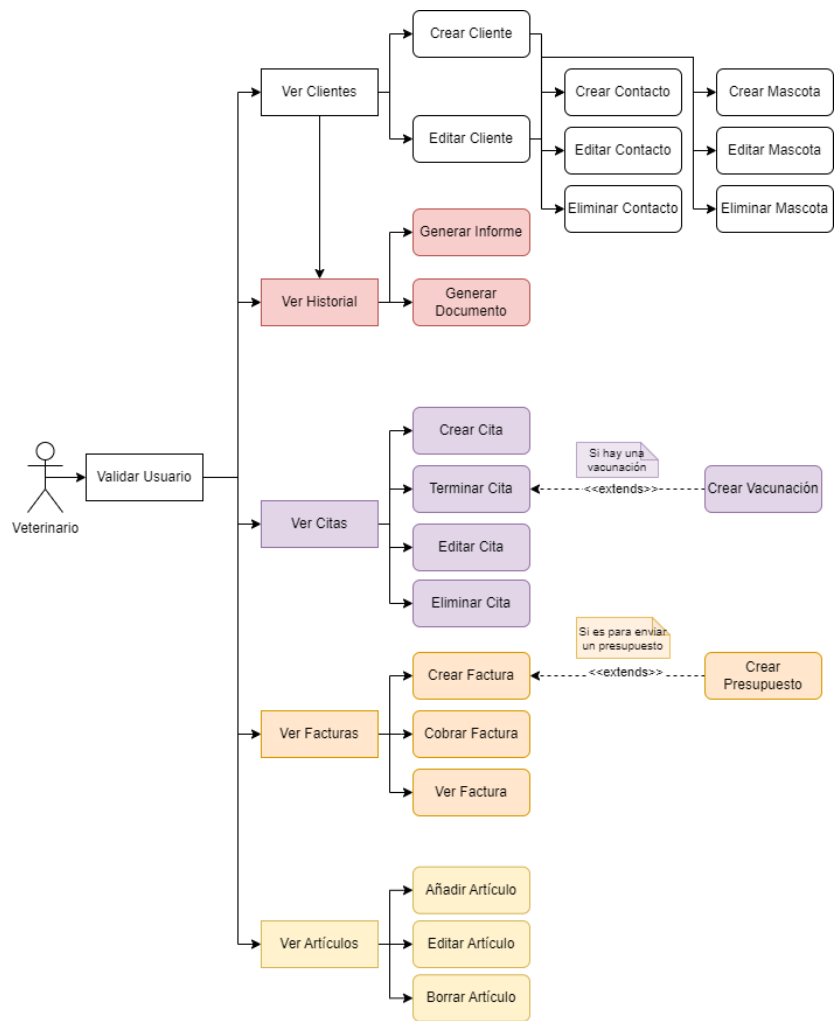 Crear Cliente
Ver Clientes
Crear Contacto
Crear Mascota
Editar Cliente
Editar Contacto
Editar Mascota
Eliminar Contacto
Eliminar Mascota
Generar Informe
Ver Historial
Generar
Documento
Crear Cita
Si hay una
vacunación
Validar Usuario
Terminar Cita
<<extends>>
Crear Vacunación
Veterinario
Ver Citas
Editar Cita
Eliminar Cita
Si es para enviar
un presupuesto
Crear Factura
<<extends>>
Crear
Presupuesto
Ver Facturas
Cobrar Factura
Ver Factura
Añadir Artículo
Ver Artículos
Editar Artículo
Borrar Artículo